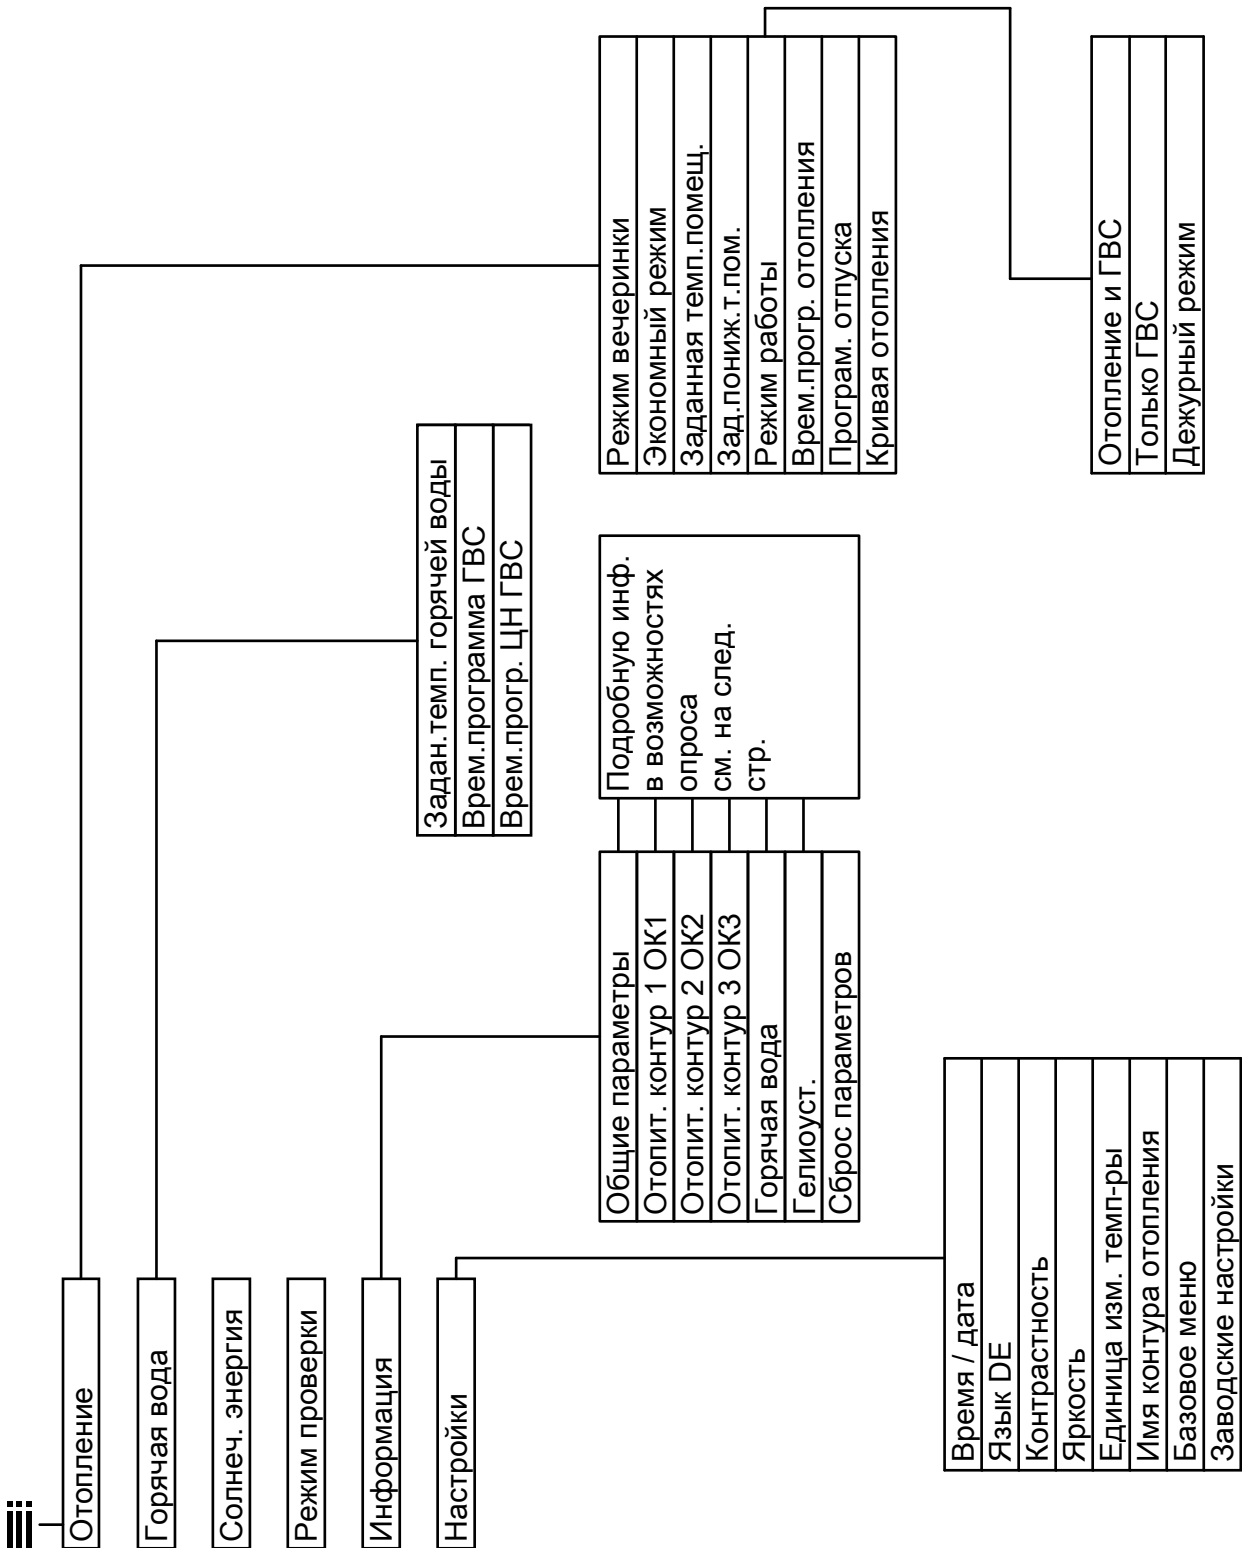 Отопление
Горячая вода
Солнеч. энергия
Режим проверки
Информация
Настройки
Задан.темп. горячей воды
Врем.программа ГВС
Врем.прогр. ЦН ГВС
Режим вечеринки
Экономный режим
Заданная темп.помещ.
Зад.пониж.т.пом.
Режим работы
Врем.прогр. отопления
Програм. отпуска
Кривая отопления
Отопление и ГВС
Только ГВС
Дежурный режим
Общие параметры
Отопит. контур 1 ОК1
Отопит. контур 2 ОК2
Отопит. контур 3 ОК3
Горячая вода
Гелиоуст.
Сброс параметров
Подробную инф.
в возможностях
опроса
см. на след.
стр.
Время / дата
Язык DE
Контрастность
Яркость
Единица изм. темп-ры
Имя контура отопления
Базовое меню
Заводские настройки